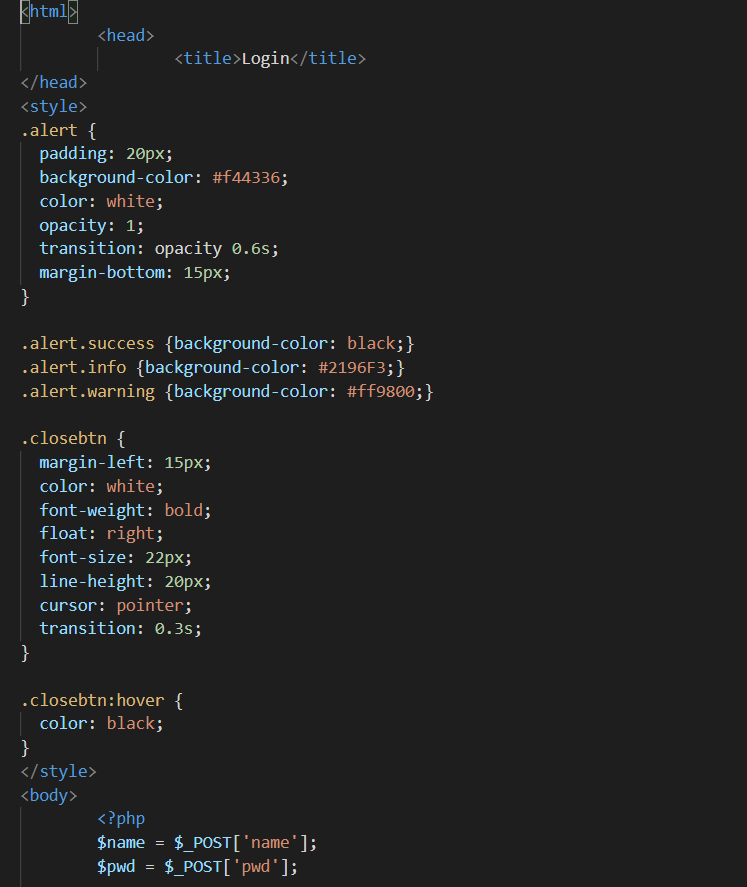 <html>
<head>
<title>Login</title>
</head>
<style>
.alert {
padding: 20px;
background-color: #f44336;
color: white;
opacity: 1;
transition: opacity 0.6s;
margin-bottom: 15px;
}
.alert.success {background-color: black;}
.alert.info {background-color: #2196F3;}
.alert.warning {background-color: #ff9800;}
.closebtn {
margin-left: 15px;
color: white;
font-weight: bold;
float: right;
font-size: 22px;
line-height: 20px;
cursor: pointer;
transition: 0.3s;
}
.closebtn:hover {
color: black;
}
</style>
<body>
<?php
$name = $_POST['name'];
$pwd = $_POST['pwd'];